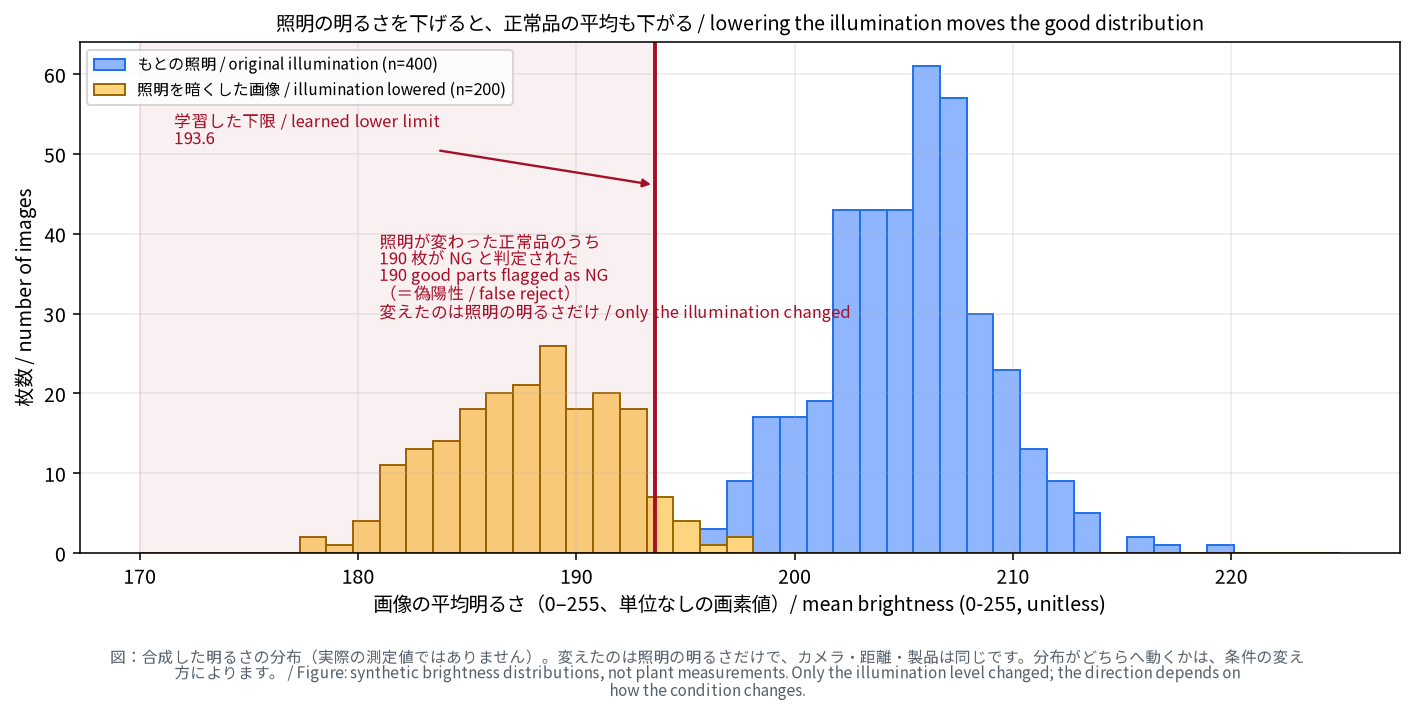 照明の明るさを下げると、正常品の平均も下がる / lowering the illumination moves the good distribution
もとの照明 / original illumination (n=400)
照明を暗くした画像 / illumination lowered (n=200)
学習した下限 / learned lower limit
193.6
照明が変わった正常品のうち
190 枚が NG と判定された
190 good parts flagged as NG
（＝偽陽性 / false reject）
変えたのは照明の明るさだけ / only the illumination changed
枚数 / number of images
60
50
40
30
20
10
0
170 180 190 200 210 220
画像の平均明るさ（0–255、単位なしの画素値）/ mean brightness (0-255, unitless)
図：合成した明るさの分布（実際の測定値ではありません）。変えたのは照明の明るさだけで、カメラ・距離・製品は同じです。分布がどちらへ動くかは、条件の変え
方によります。 / Figure: synthetic brightness distributions, not plant measurements. Only the illumination level changed; the direction depends on
how the condition changes.